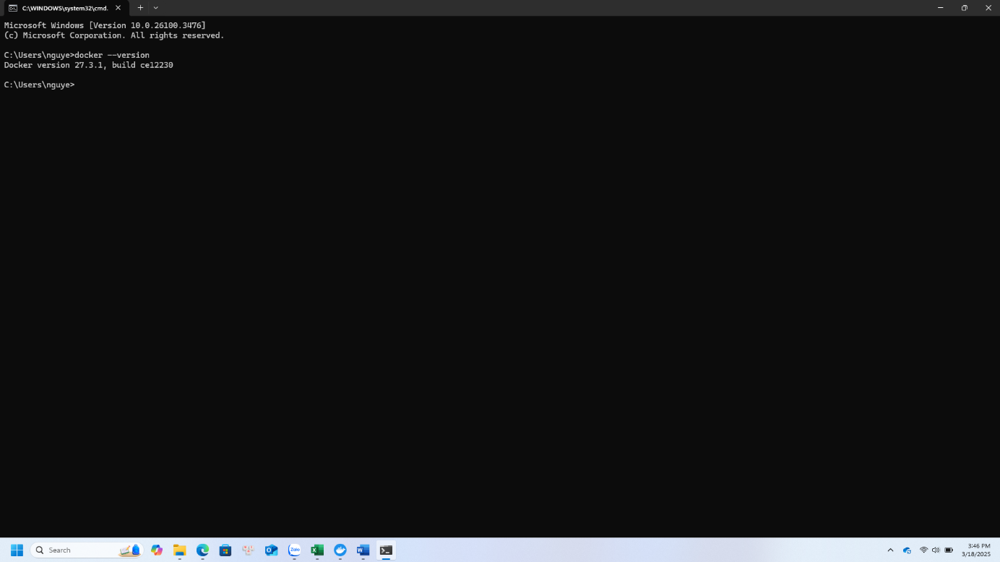 C:\WINDOWS\system32\cmd.
Microsoft Windows [Version 10.0.26100.3476]
(c) Microsoft Corporation. All rights reserved.
C:\Users\nguye>docker --version
Docker version 27.3.1, build ce12230
C:\Users\nguye>
Search
Zalo
3:46 PM
3/18/2025